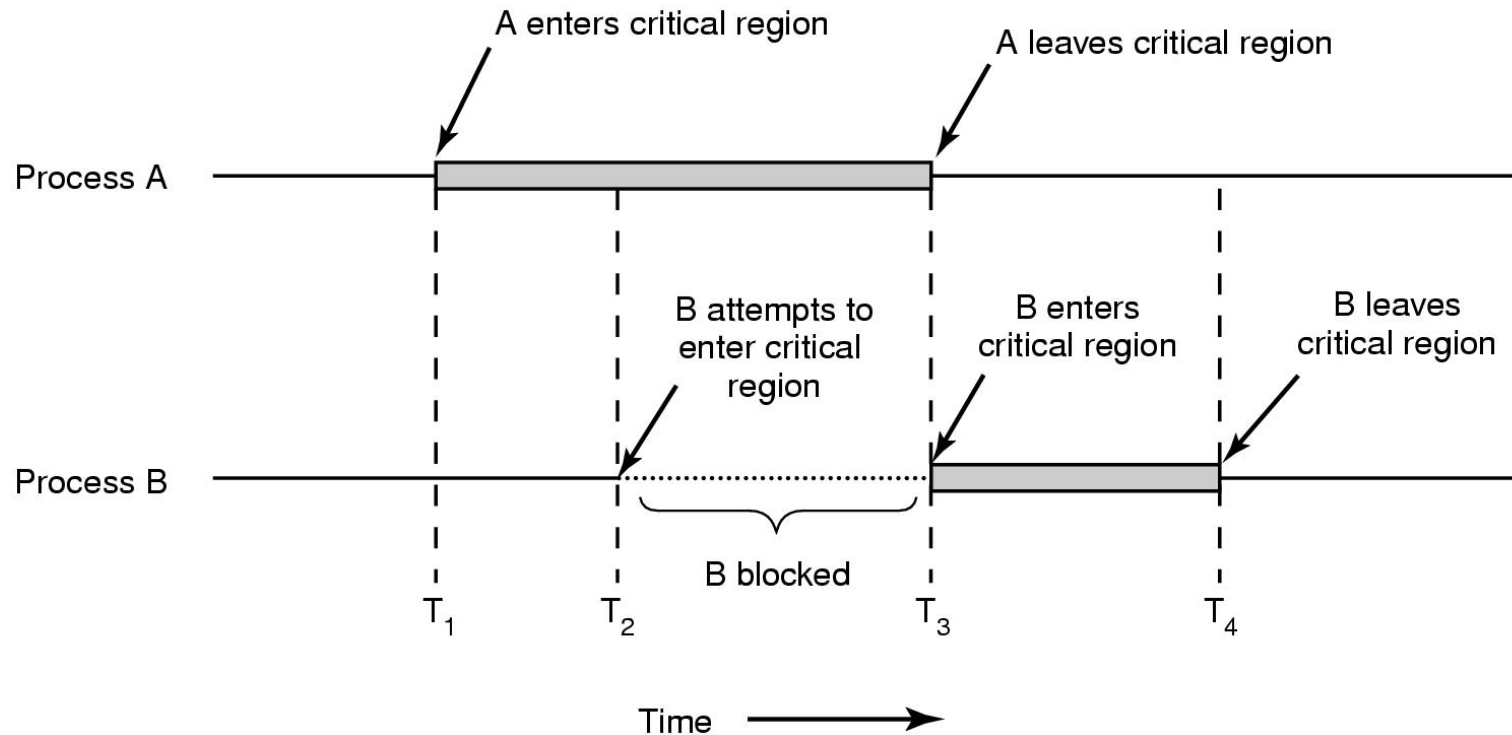 A enters critical region
A leaves critical region
Process A
B attempts to
enter critical
region
B enters
critical region
B leaves
critical region
Process B
B blocked
T1
T2
T3
T4
Time